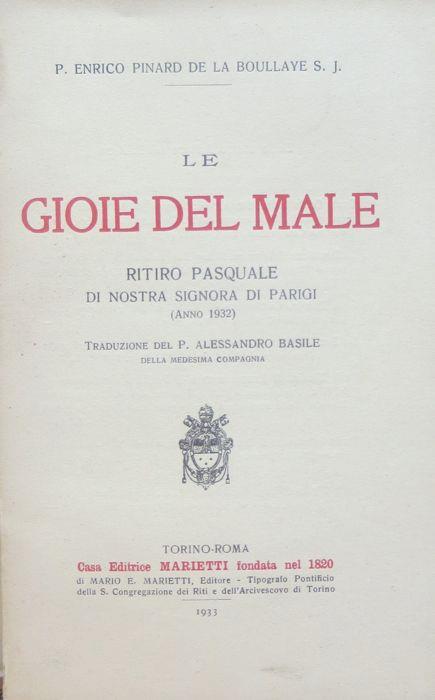 P. ENRICO PINARD DE LA BOULLAYE S. J.
LE
GIOIE DEL MALE
RITIRO PASQUALE
DI NOSTRA SIGNORA DI PARIGI
(ANNO 1932)
TRADUZIONE DEL P. ALESSANDRO BASILE
DELLA MEDESIMA COMPAGNIA
TORINO-ROMA
Casa Editrice MARIETTI fondata nel 1820
di MARIO E. MARIETTI, Editore - Tipografo Pontificio
della S. Congregazione dei Riti e dell'Arcivescovo di Torino
1933